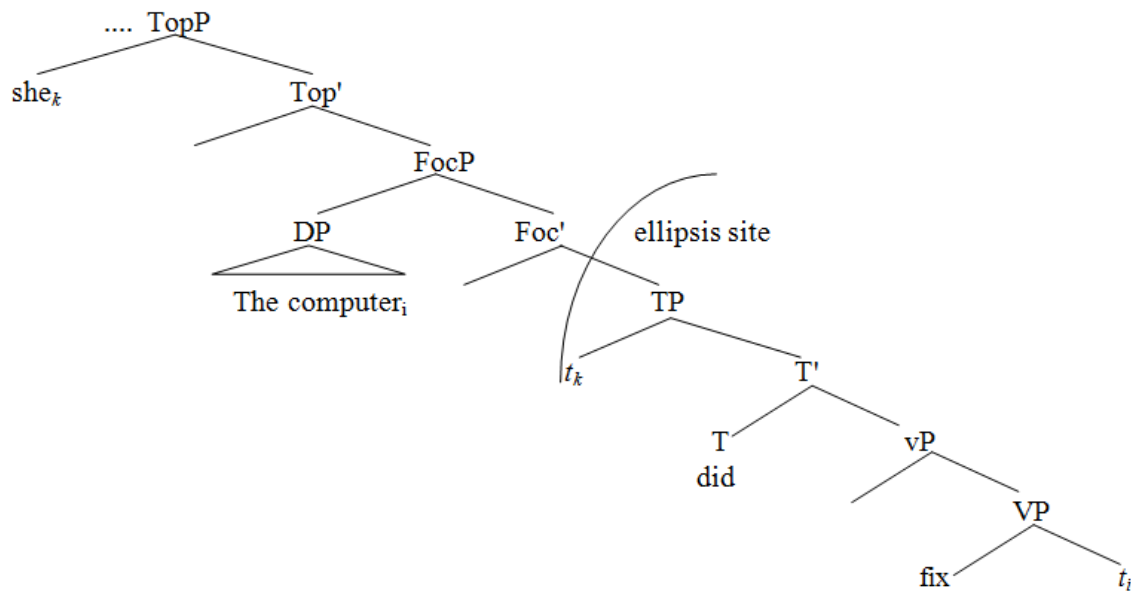 .... TopP
she_k
Top'
FocP
DP
Foc'
ellipsis site
The computer_i
TP
t_k
T'
T
vP
did
VP
fix
t_i